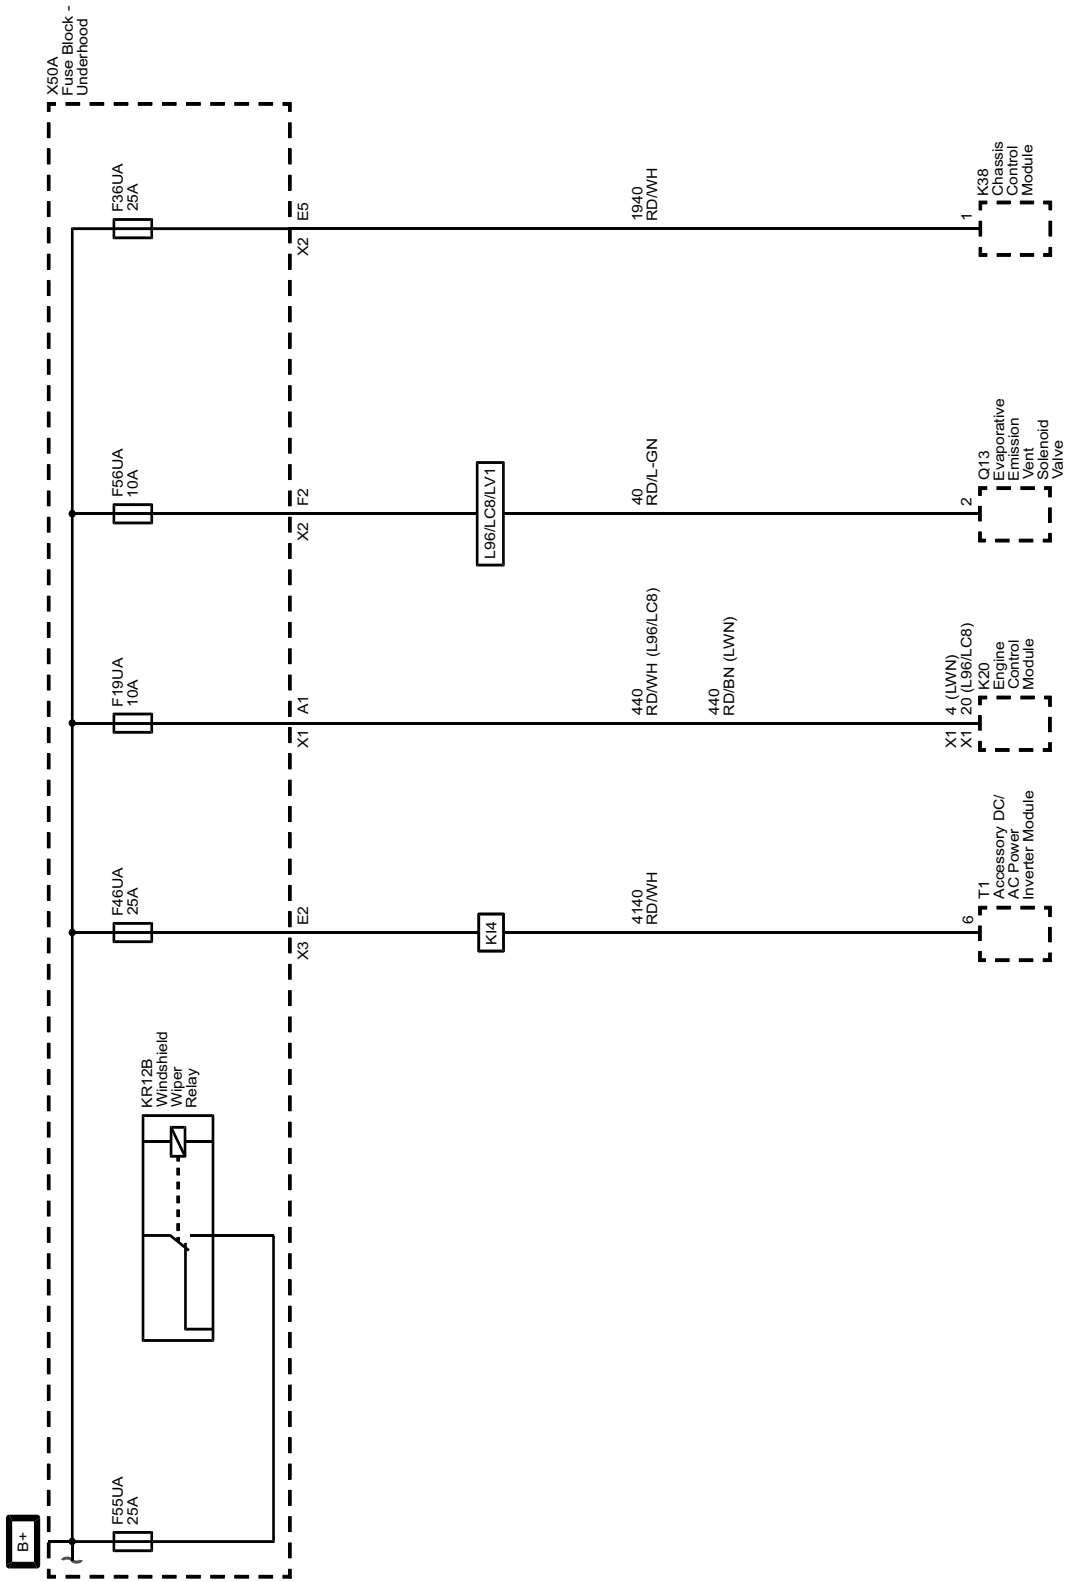 B+
X50A
Fuse Block -
Underhood
F55UA
25A
KR12B
Windshield
Wiper
Relay
F46UA
25A
F19UA
10A
F56UA
10A
F36UA
25A
X3 E2
X1 A1
X2 F2
X2 E5
KI4
L96/LC8/LV1
4140
RD/WH
440
RD/WH (L96/LC8)
440
RD/BN (LWN)
40
RD/L-GN
1940
RD/WH
6
X1 4 (LWN)
X1 20 (L96/LC8)
2
1
T1
Accessory DC/
AC Power
Inverter Module
K20
Engine
Control
Module
Q13
Evaporative
Emission
Vent
Solenoid
Valve
K38
Chassis
Control
Module